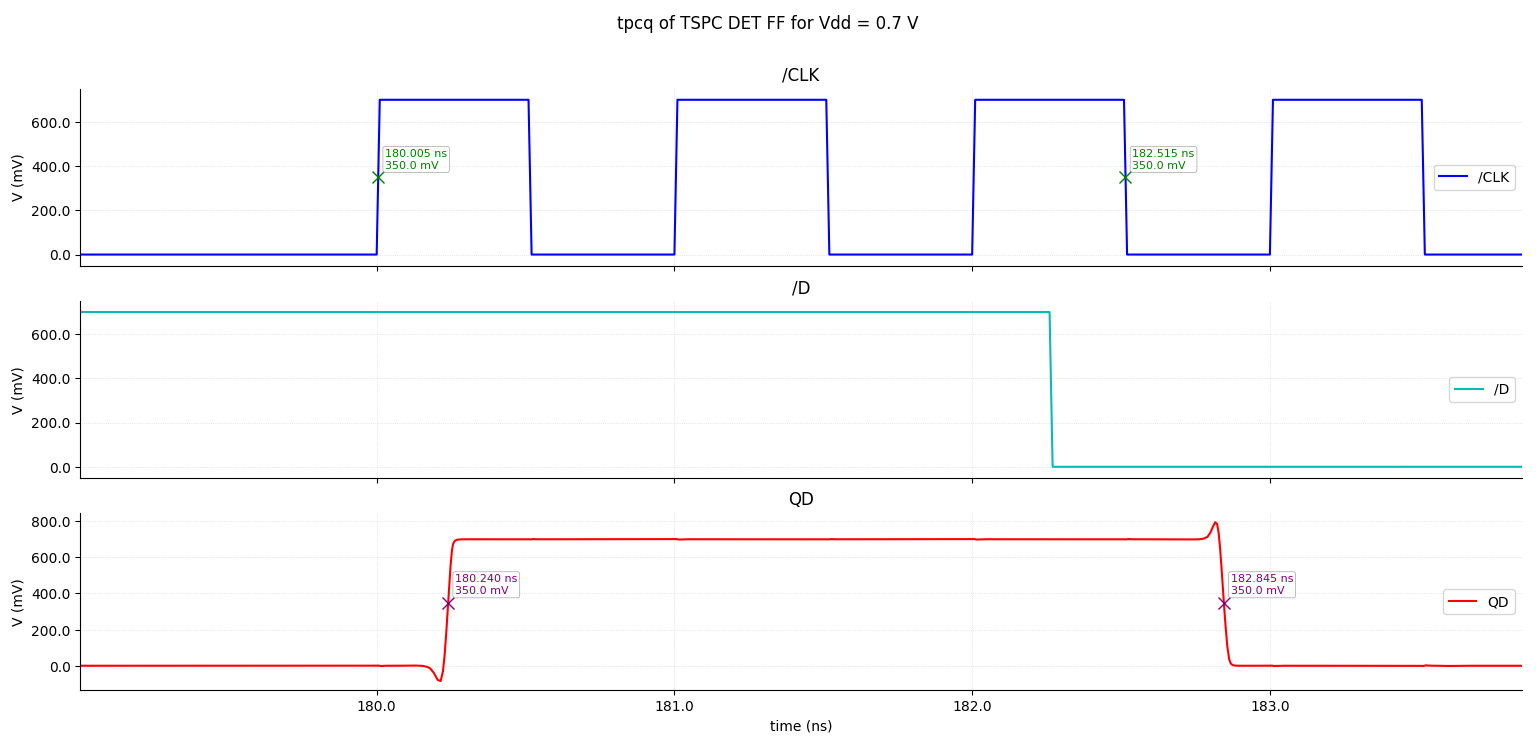 tpcq of TSPC DET FF for Vdd = 0.7 V
/CLK
V (mV)
600.0
400.0
200.0
0.0
180.005 ns
350.0 mV
182.515 ns
350.0 mV
/CLK
/D
V (mV)
600.0
400.0
200.0
0.0
/D
QD
V (mV)
800.0
600.0
400.0
200.0
0.0
180.240 ns
350.0 mV
182.845 ns
350.0 mV
QD
180.0
181.0
182.0
183.0
time (ns)